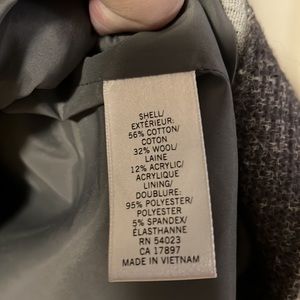 SHELL/
EXTÉRIEUR:
56% COTTON/
COTON
32% WOOL/
LAINE
12% ACRYLIC/
ACRYLIQUE
LINING/
DOUBLURE:
95% POLYESTER/
POLYESTER
5% SPANDEX/
ÉLASTHANNE
RN 54023
CA 17897
MADE IN VIETNAM